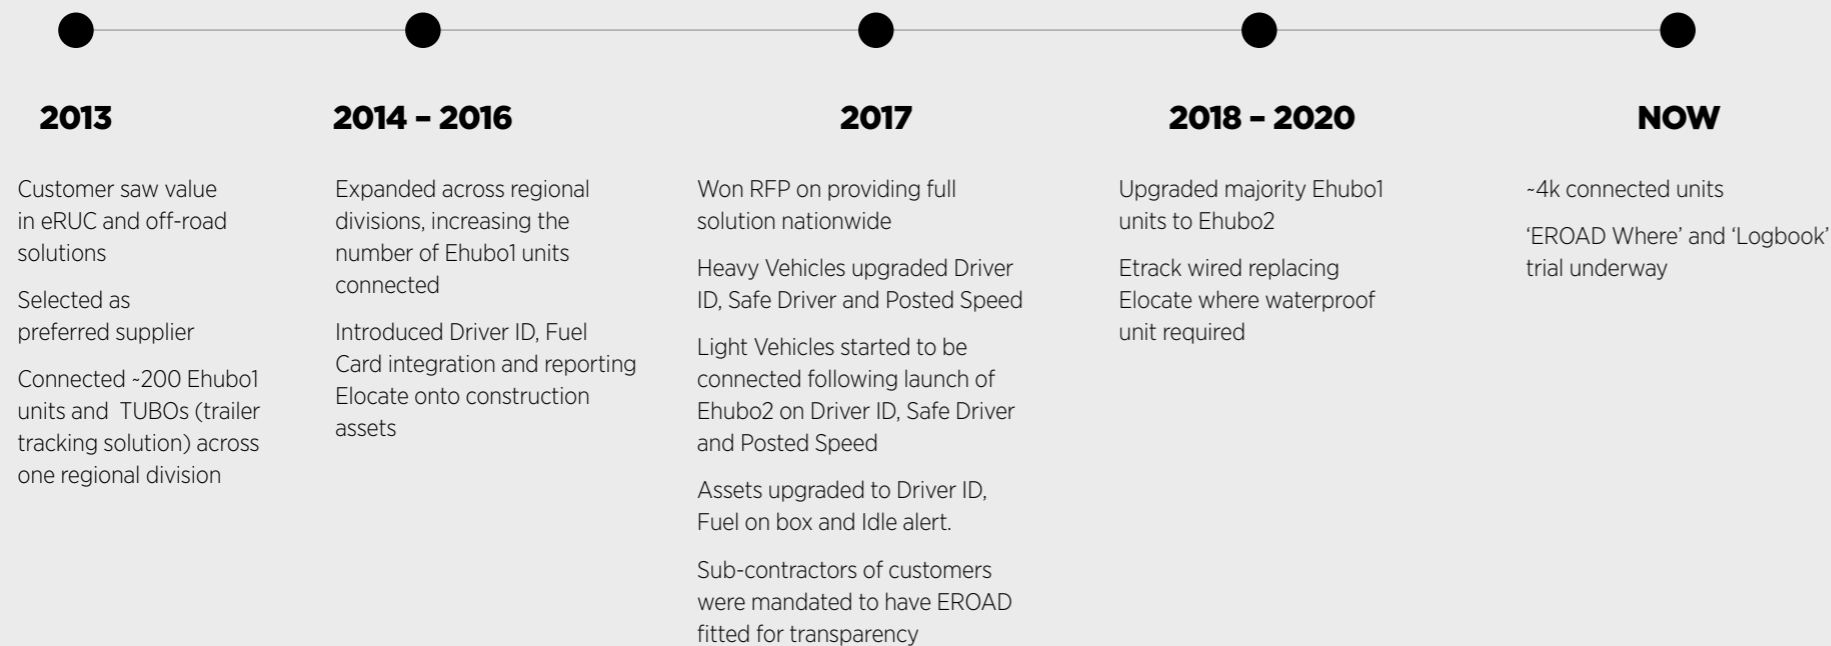 2013
Customer saw value
in eRUC and off-road
solutions
Selected as
preferred supplier
Connected ~200 Ehubo1
units and TUBOs (trailer
tracking solution) across
one regional division
2014 – 2016
Expanded across regional
divisions, increasing the
number of Ehubo1 units
connected
Introduced Driver ID, Fuel
Card integration and reporting
Elocate onto construction
assets
2017
Won RFP on providing full
solution nationwide
Heavy Vehicles upgraded Driver
ID, Safe Driver and Posted Speed
Light Vehicles started to be
connected following launch of
Ehubo2 on Driver ID, Safe Driver
and Posted Speed
Assets upgraded to Driver ID,
Fuel on box and Idle alert.
Sub-contractors of customers
were mandated to have EROAD
fitted for transparency
2018 – 2020
Upgraded majority Ehubo1
units to Ehubo2
Etrack wired replacing
Elocate where waterproof
unit required
NOW
~4k connected units
‘EROAD Where’ and ‘Logbook’
trial underway